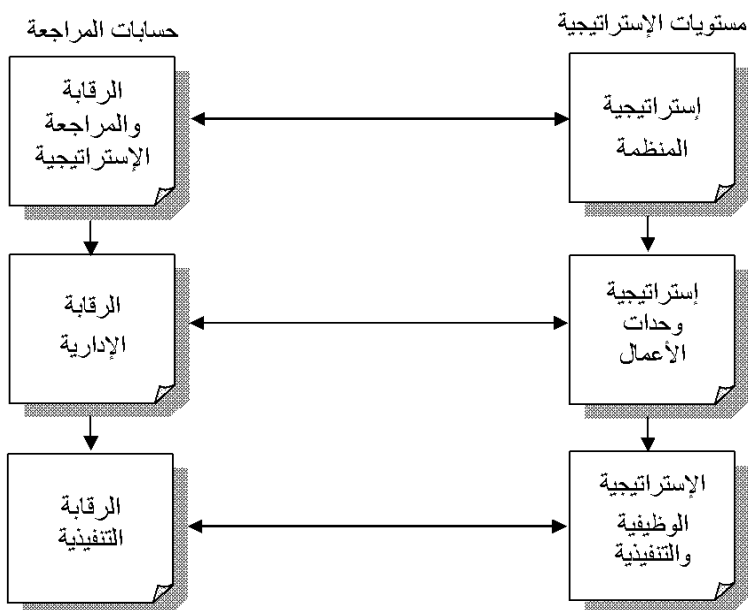 مستويات الإستراتيجية
حسابات المراجعة
إستراتيجية
المنظمة
الرقابة
والمراجعة
الإستراتيجية
إستراتيجية
وحدات
الأعمال
الرقابة
الإدارية
الإستراتيجية
الوظيفية
والتنفيذية
الرقابة
التنفيذية